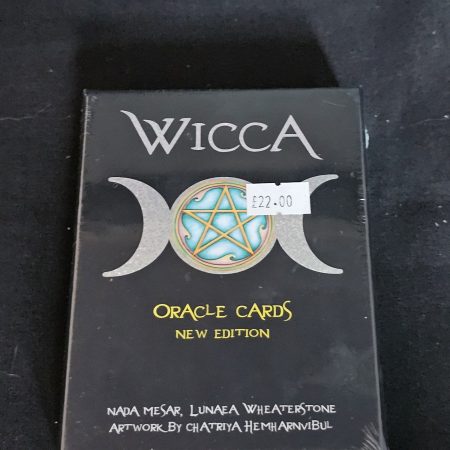 WICCA
£22.00
ORACLE CARDS
NEW EDITION
NADA MESAR, LUNAEA WHEATERSTONE
ARTWORK BY CHATRIYA HEMHARNVIBUL